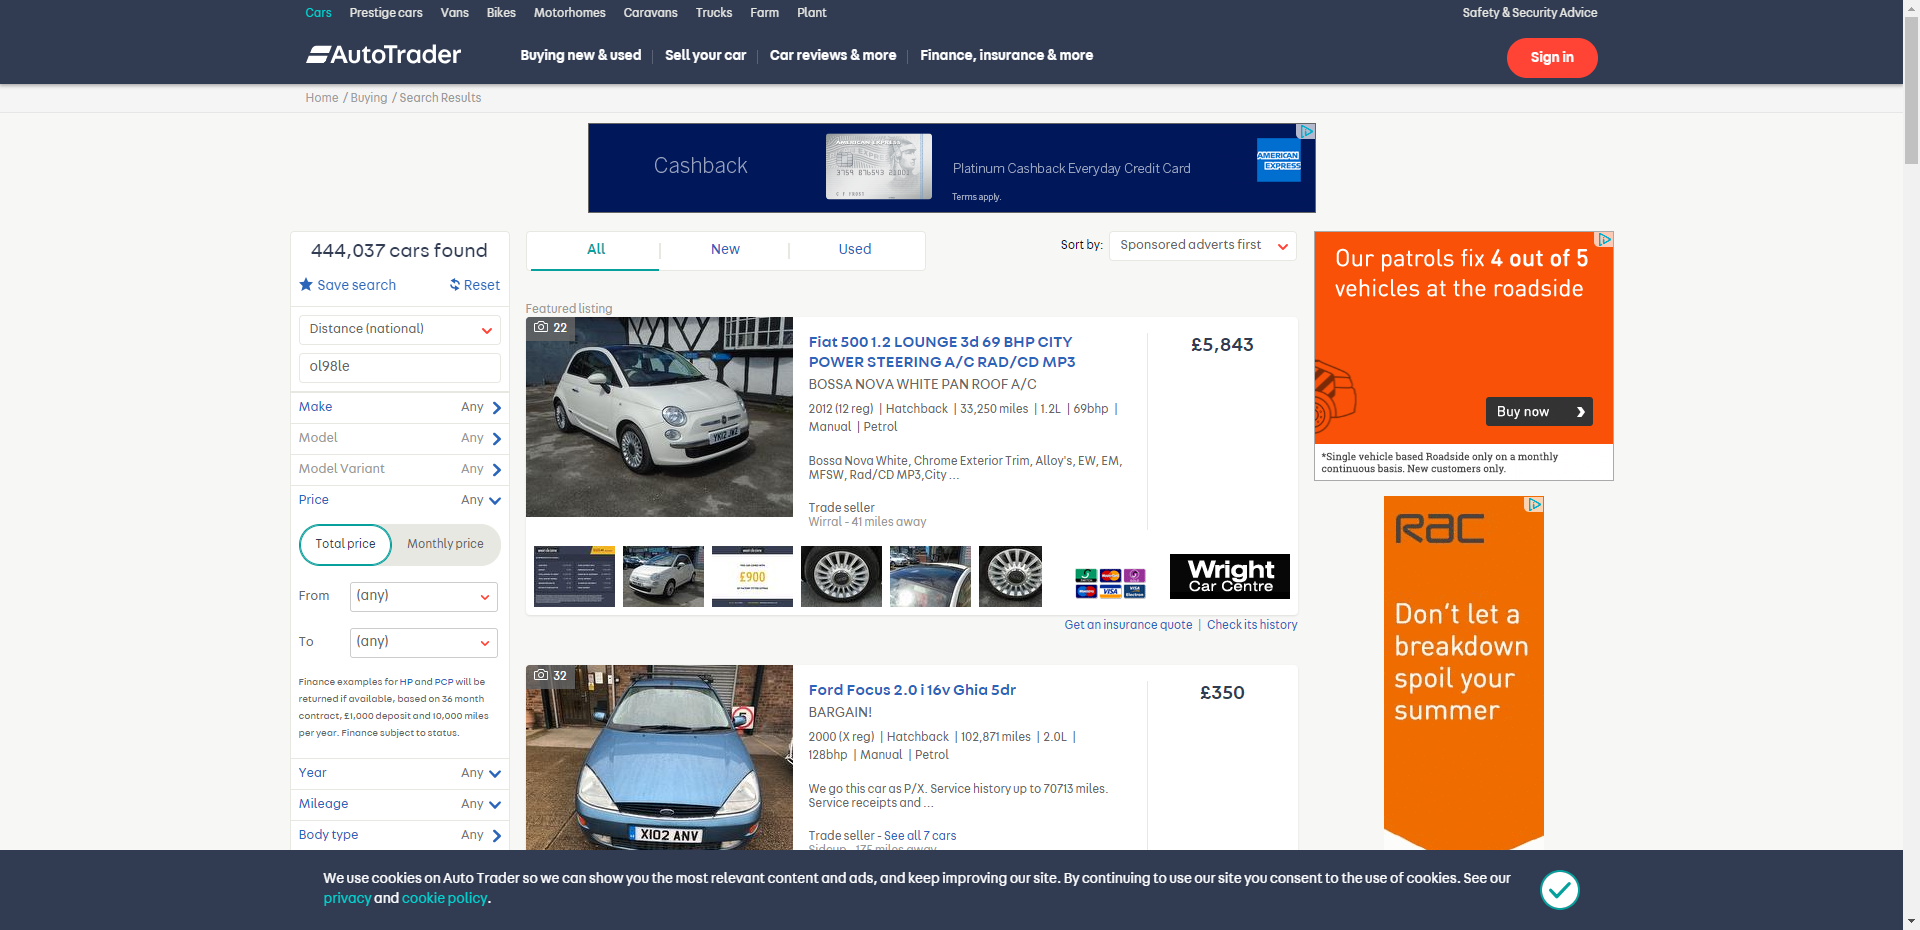 Cars Prestige cars Vans Bikes Motorhomes Caravans Trucks Farm Plant Safety & Security Advice
AutoTrader Buying new & used Sell your car Car reviews & more Finance, insurance & more Sign in
Home / Buying / Search Results
Cashback
AMERICAN EXPRESS
Platinum Cashback Everyday Credit Card
Terms apply.
AMERICAN
EXPRESS
444,037 cars found
Save search Reset
Distance (national)
ol98le
Make Any
Model Any
Model Variant Any
Price Any
Total price Monthly price
From (any)
To (any)
Finance examples for HP and PCP will be
returned if available, based on 36 month
contract, £1,000 deposit and 10,000 miles
per year. Finance subject to status.
Year Any
Mileage Any
Body type Any
All New Used
Sort by: Sponsored adverts first
Featured listing
22
YK12 JWZ
Fiat 500 1.2 LOUNGE 3d 69 BHP CITY
POWER STEERING A/C RAD/CD MP3
BOSSA NOVA WHITE PAN ROOF A/C
2012 (12 reg) | Hatchback | 33,250 miles | 1.2L | 69bhp |
Manual | Petrol
Bossa Nova White, Chrome Exterior Trim, Alloy's, EW, EM,
MFSW, Rad/CD MP3,City ...
Trade seller
Wirral - 41 miles away
£5,843
£900
VISA
VISA
Electron
Wright
Car Centre
Get an insurance quote | Check its history
32
5
X102 ANV
Ford Focus 2.0 i 16v Ghia 5dr
BARGAIN!
2000 (X reg) | Hatchback | 102,871 miles | 2.0L |
128bhp | Manual | Petrol
We go this car as P/X. Service history up to 70713 miles.
Service receipts and ...
Trade seller - See all 7 cars
Sidcup - 175 miles away
£350
Our patrols fix 4 out of 5
vehicles at the roadside
Buy now
*Single vehicle based Roadside only on a monthly
continuous basis. New customers only.
RAC
Don't let a
breakdown
spoil your
summer
We use cookies on Auto Trader so we can show you the most relevant content and ads, and keep improving our site. By continuing to use our site you consent to the use of cookies. See our
privacy and cookie policy.